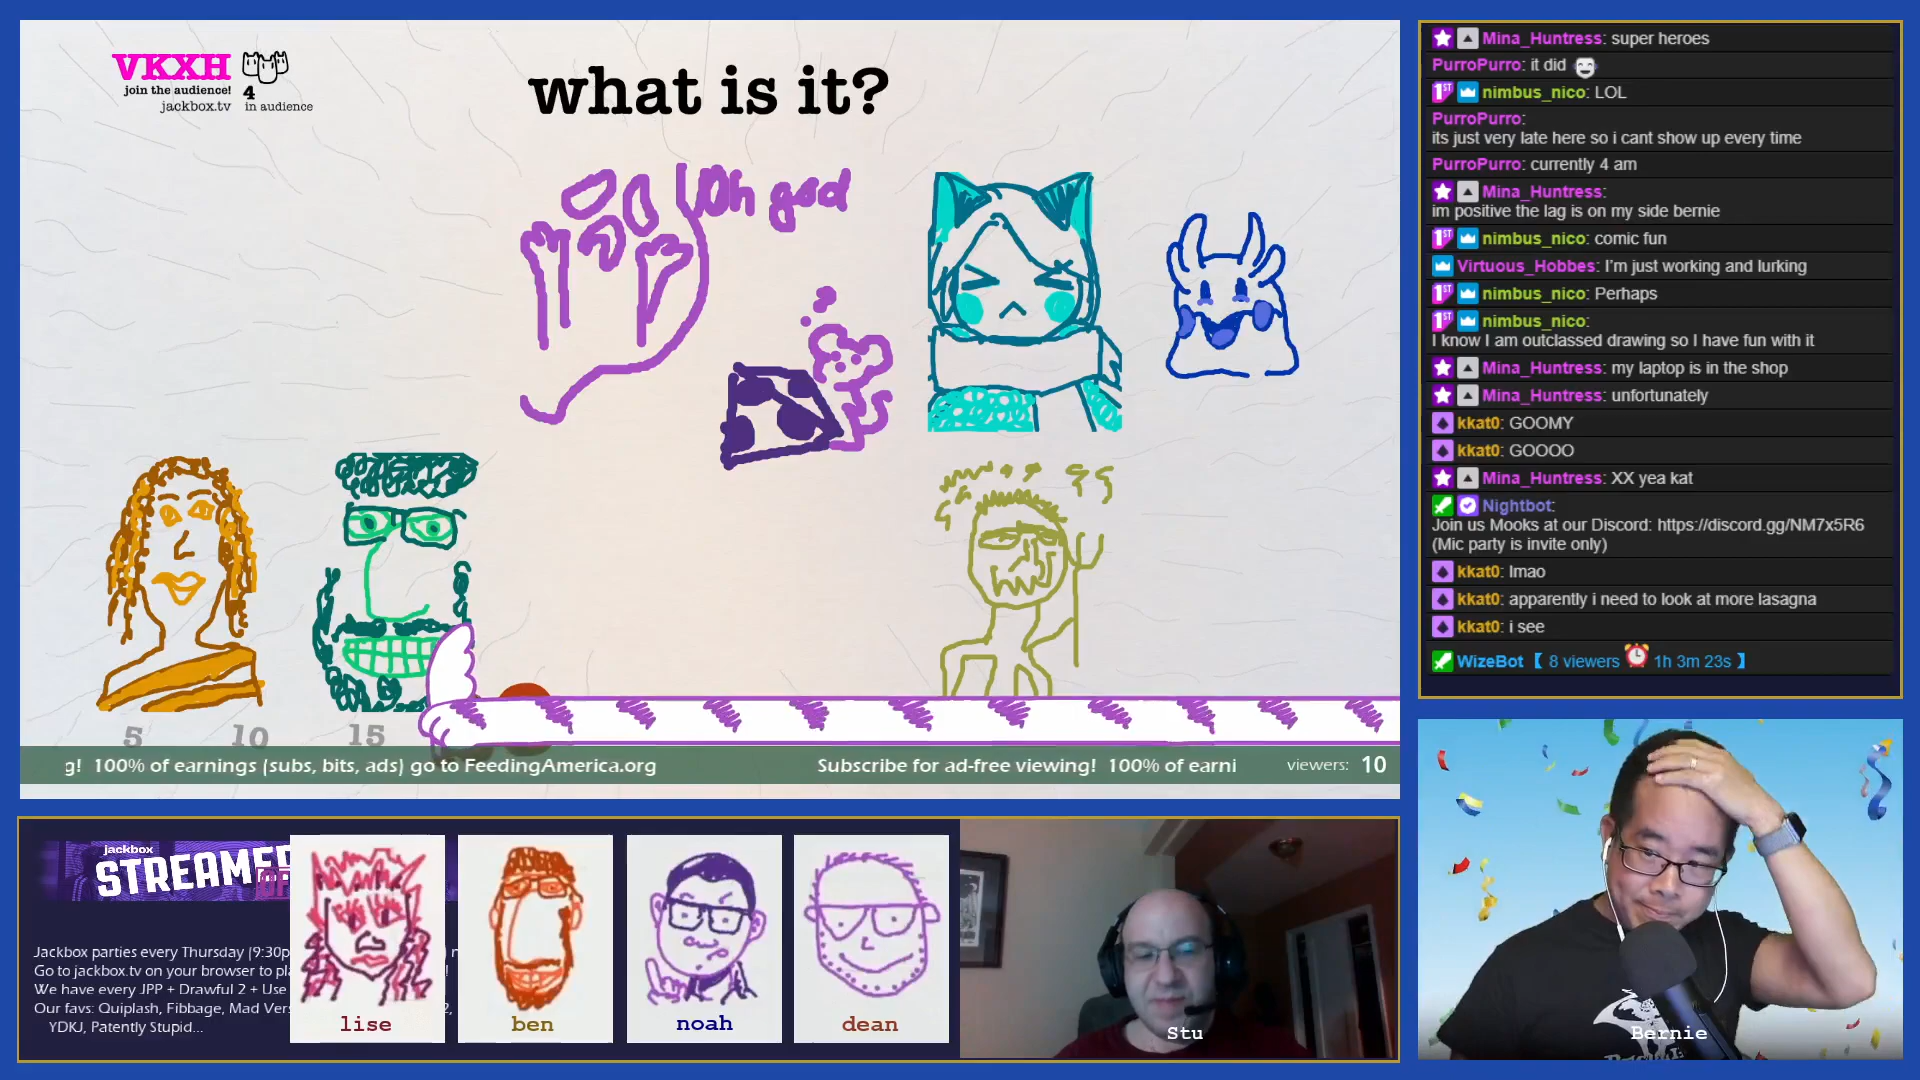 VKXH
join the audience!
jackbox.tv
4
in audience
what is it?
Oh god
5 10 15
g! 100% of earnings (subs, bits, ads) go to FeedingAmerica.org
Subscribe for ad-free viewing! 100% of earni
viewers: 10
Mina_Huntress: super heroes
PurroPurro: it did
1ST nimbus_nico: LOL
PurroPurro:
its just very late here so i cant show up every time
PurroPurro: currently 4 am
Mina_Huntress:
im positive the lag is on my side bernie
1ST nimbus_nico: comic fun
Virtuous_Hobbes: I'm just working and lurking
1ST nimbus_nico: Perhaps
1ST nimbus_nico:
I know I am outclassed drawing so I have fun with it
Mina_Huntress: my laptop is in the shop
Mina_Huntress: unfortunately
kkat0: GOOMY
kkat0: GOOOO
Mina_Huntress: XX yea kat
Nightbot:
Join us Mooks at our Discord: https://discord.gg/NM7x5R6
(Mic party is invite only)
kkat0: lmao
kkat0: apparently i need to look at more lasagna
kkat0: i see
WizeBot 【 8 viewers 1h 3m 23s 】
jackbox
STREAMER
Jackbox parties every Thursday (9:30p
Go to jackbox.tv on your browser to pl
We have every JPP + Drawful 2 + Use
Our favs: Quiplash, Fibbage, Mad Vers
YDKJ, Patently Stupid...
lise
ben
noah
dean
Stu
Bernie